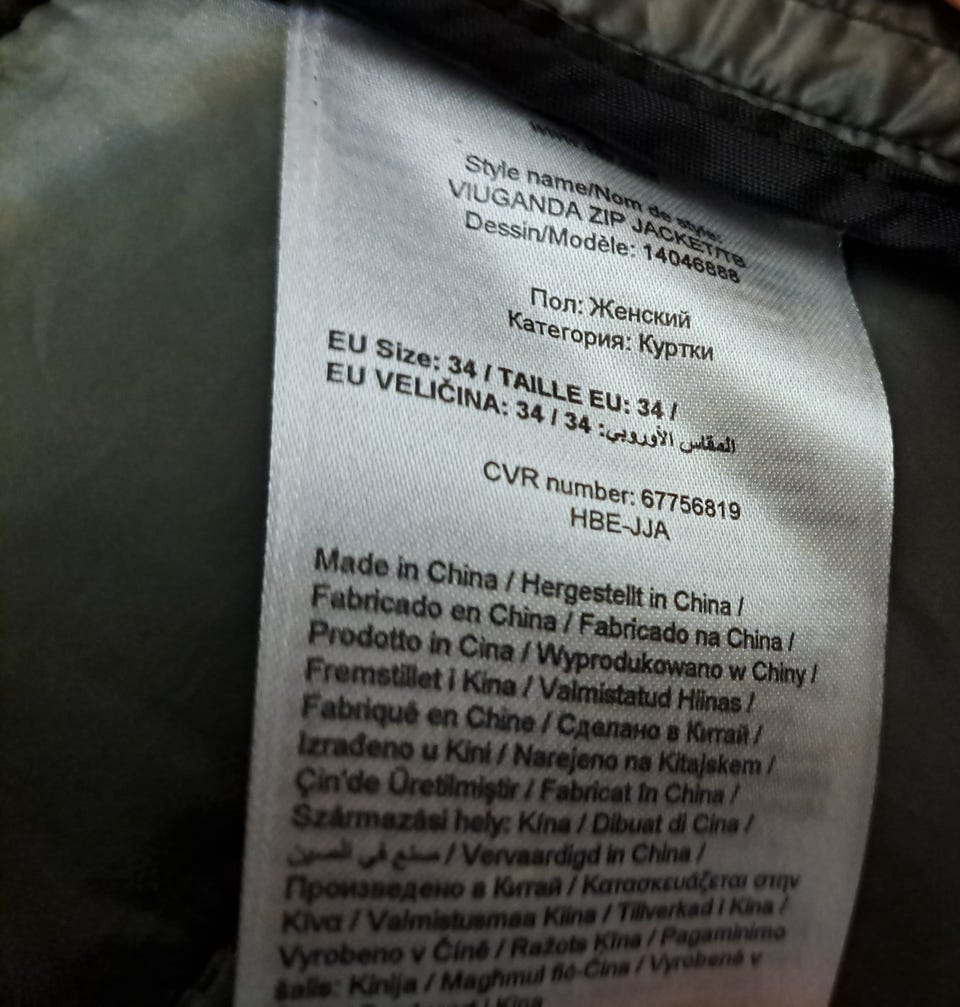 Style name/Nom de style:
VIUGANDA ZIP JACKET/TB
Dessin/Modèle: 14046888
Пол: Женский
Категория: Куртки
EU Size: 34 / TAILLE EU: 34 /
EU VELIČINA: 34 / 34 :المقاس الأوروبي
CVR number: 67756819
HBE-JJA
Made in China / Hergestellt in China /
Fabricado en China / Fabricado na China /
Prodotto in Cina / Wyprodukowano w Chiny /
Fremstillet i Kina / Valmistatud Hiinas /
Fabriqué en Chine / Сделано в Китай /
Izrađeno u Kini / Narejeno na Kitajskem /
Çin'de Üretilmiştir / Fabricat în China /
Származási hely: Kína / Dibuat di Cina /
صنع في الصين / Vervaardigd in China /
Произведено в Китай / Κατασκευάζεται στην
Κίνα / Valmistusmaa Kiina / Tillverkad i Kina /
Vyrobeno v Číně / Ražots Ķīna / Pagaminimo
šalis: Kinija / Magħmul fiċ-Ċina / Vyrobené v
i Kina